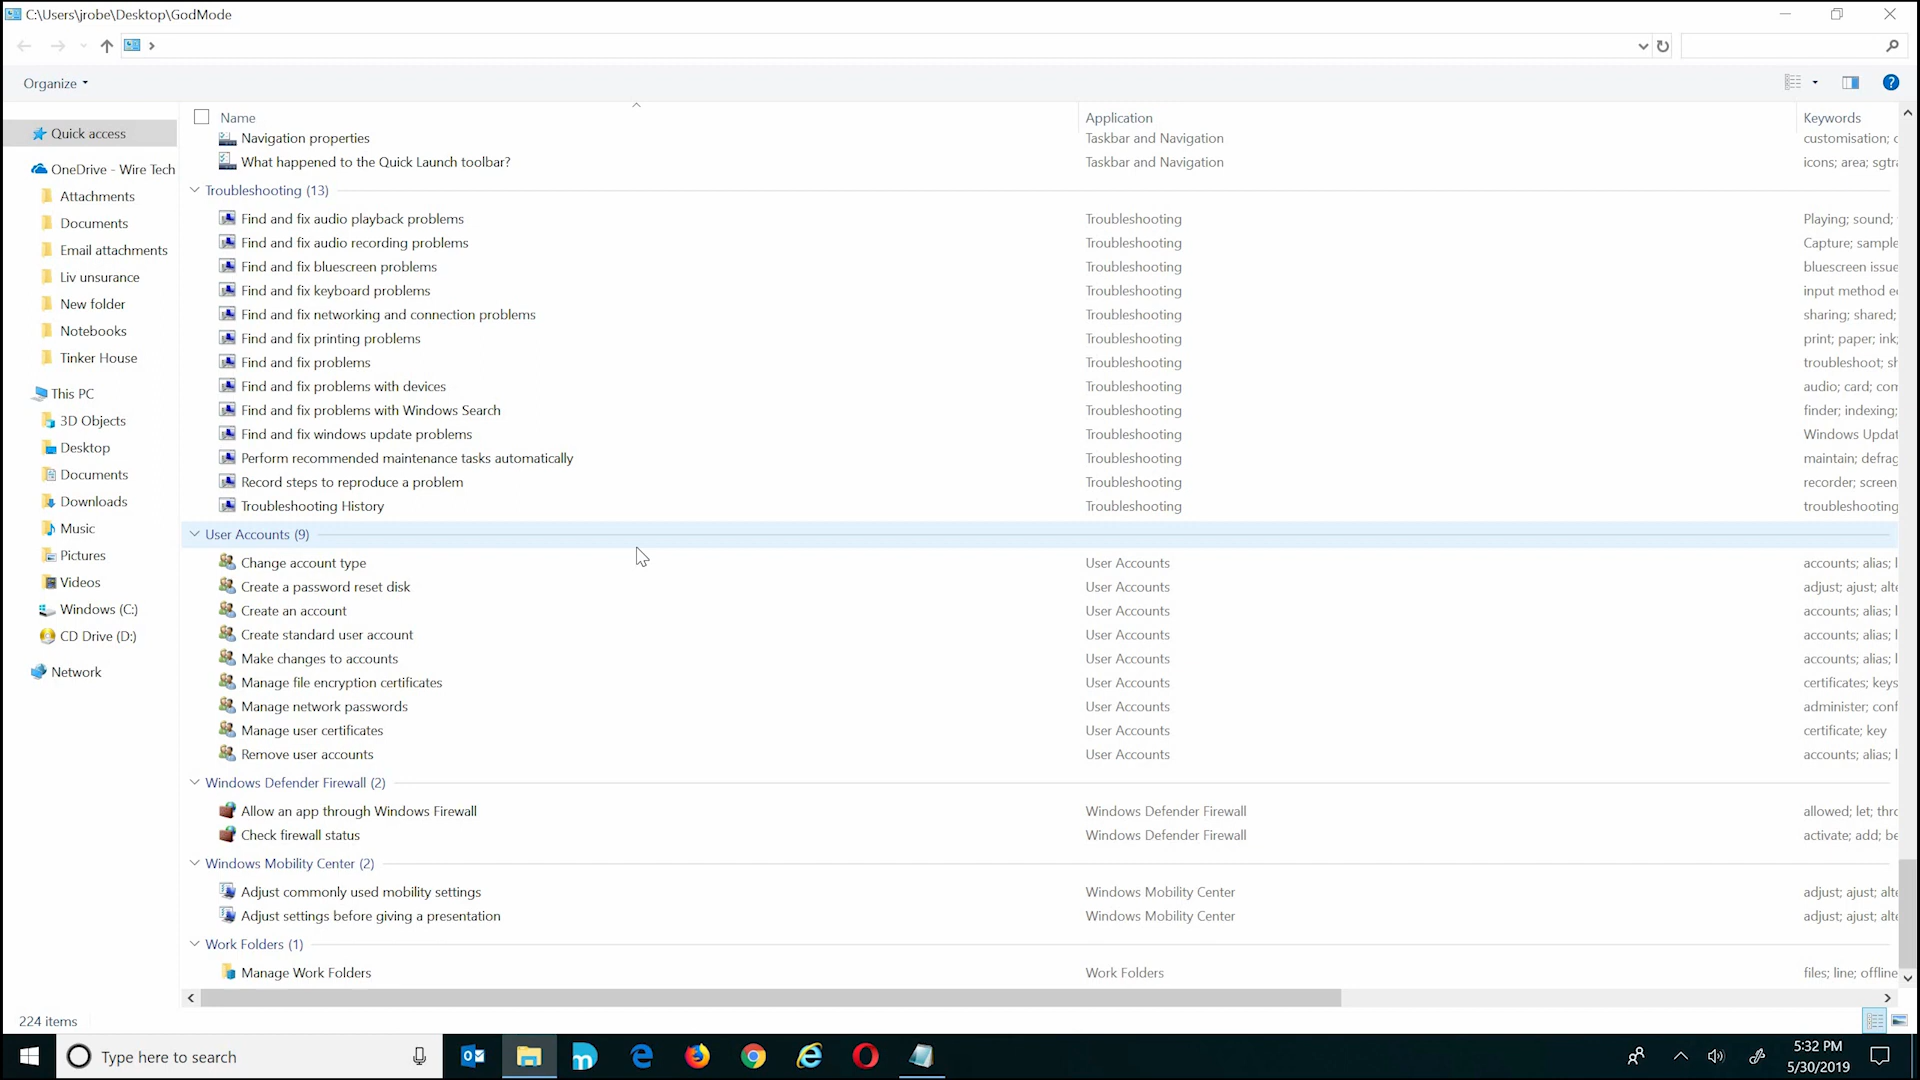 C:\Users\jrobe\Desktop\GodMode
Organize
Name Application Keywords
Quick access
OneDrive - Wire Tech
Attachments
Documents
Email attachments
Liv unsurance
New folder
Notebooks
Tinker House
This PC
3D Objects
Desktop
Documents
Downloads
Music
Pictures
Videos
Windows (C:)
CD Drive (D:)
Network
Navigation properties Taskbar and Navigation customisation; c
What happened to the Quick Launch toolbar? Taskbar and Navigation icons; area; sgtra
Troubleshooting (13)
Find and fix audio playback problems Troubleshooting Playing; sound;
Find and fix audio recording problems Troubleshooting Capture; sample
Find and fix bluescreen problems Troubleshooting bluescreen issue
Find and fix keyboard problems Troubleshooting input method e
Find and fix networking and connection problems Troubleshooting sharing; shared;
Find and fix printing problems Troubleshooting print; paper; ink;
Find and fix problems Troubleshooting troubleshoot; sh
Find and fix problems with devices Troubleshooting audio; card; com
Find and fix problems with Windows Search Troubleshooting finder; indexing;
Find and fix windows update problems Troubleshooting Windows Updat
Perform recommended maintenance tasks automatically Troubleshooting maintain; defrag
Record steps to reproduce a problem Troubleshooting recorder; screen
Troubleshooting History Troubleshooting troubleshooting
User Accounts (9)
Change account type User Accounts accounts; alias; l
Create a password reset disk User Accounts adjust; ajust; alte
Create an account User Accounts accounts; alias; l
Create standard user account User Accounts accounts; alias; l
Make changes to accounts User Accounts accounts; alias; l
Manage file encryption certificates User Accounts certificates; keys
Manage network passwords User Accounts administer; conf
Manage user certificates User Accounts certificate; key
Remove user accounts User Accounts accounts; alias; l
Windows Defender Firewall (2)
Allow an app through Windows Firewall Windows Defender Firewall allowed; let; thro
Check firewall status Windows Defender Firewall activate; add; be
Windows Mobility Center (2)
Adjust commonly used mobility settings Windows Mobility Center adjust; ajust; alte
Adjust settings before giving a presentation Windows Mobility Center adjust; ajust; alte
Work Folders (1)
Manage Work Folders Work Folders files; line; offline
224 items
Type here to search
5:32 PM
5/30/2019